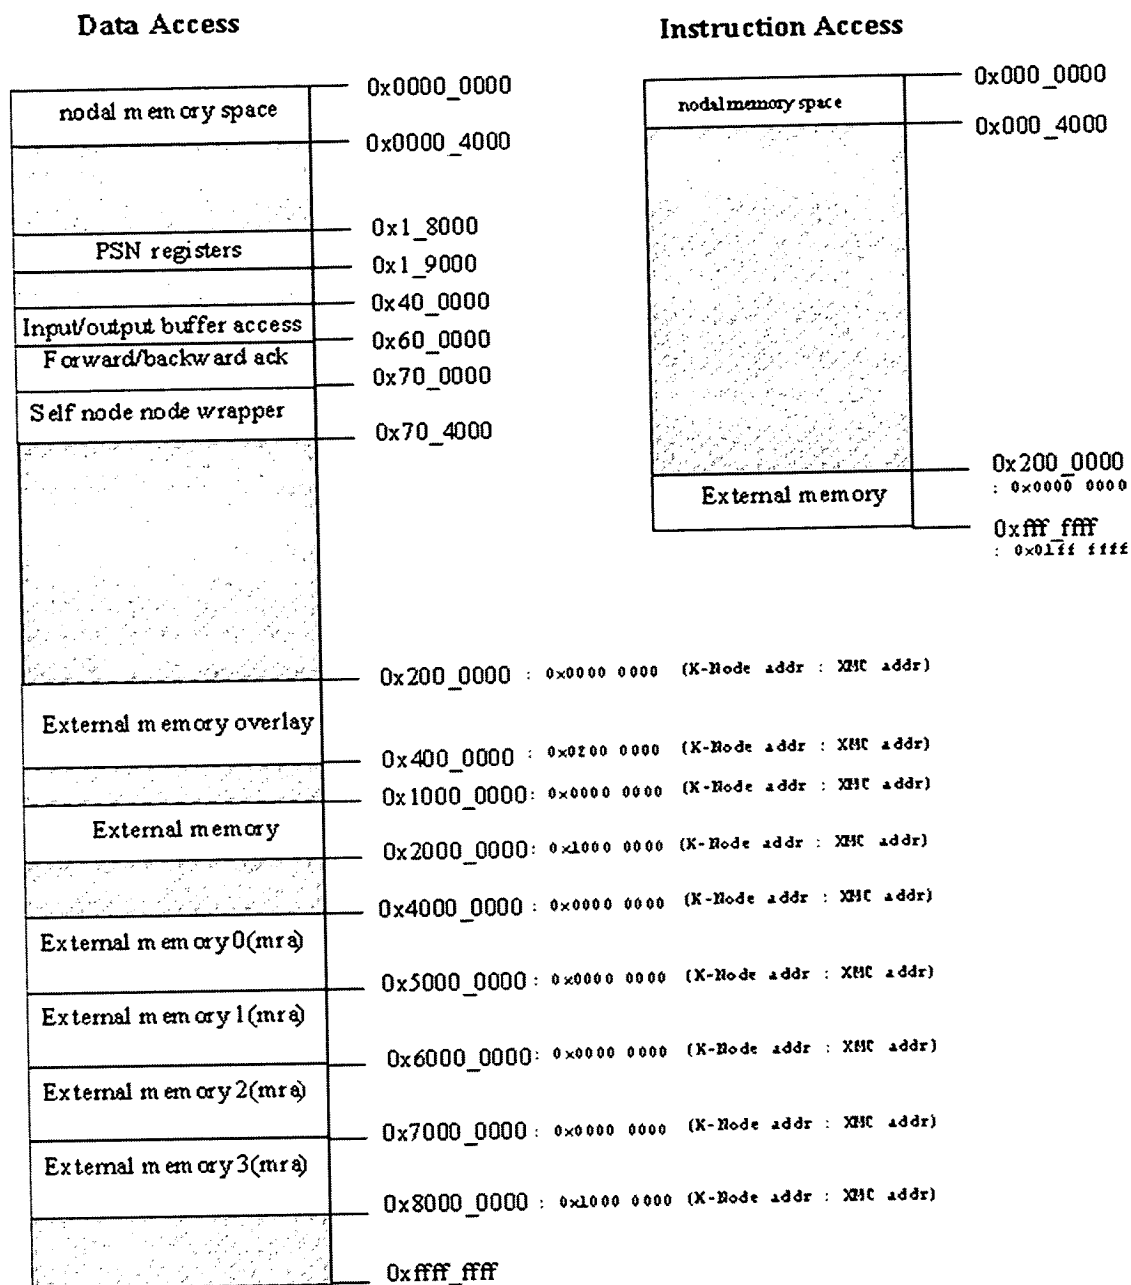 Data Access
0x0000_0000
nodal memory space
0x0000_4000
0x1_8000
PSN registers
0x1_9000
0x40_0000
Input/output buffer access
0x60_0000
Forward/backward ack
0x70_0000
Self node node wrapper
0x70_4000
0x200_0000 : 0x0000 0000 (K-Node addr : XMC addr)
External memory overlay
0x400_0000 : 0x0200 0000 (K-Node addr : XMC addr)
0x1000_0000: 0x0000 0000 (K-Node addr : XMC addr)
External memory
0x2000_0000: 0x1000 0000 (K-Node addr : XMC addr)
0x4000_0000 : 0x0000 0000 (K-Node addr : XMC addr)
External memory0(mra)
0x5000_0000 : 0x0000 0000 (K-Node addr : XMC addr)
External memory1(mra)
0x6000_0000: 0x0000 0000 (K-Node addr : XMC addr)
External memory2(mra)
0x7000_0000 : 0x0000 0000 (K-Node addr : XMC addr)
External memory3(mra)
0x8000_0000 : 0x1000 0000 (K-Node addr : XMC addr)
0xffff_ffff
Instruction Access
0x000_0000
nodal memory space
0x000_4000
0x200_0000
: 0x0000 0000
External memory
0xfff_ffff
: 0x01ff ffff